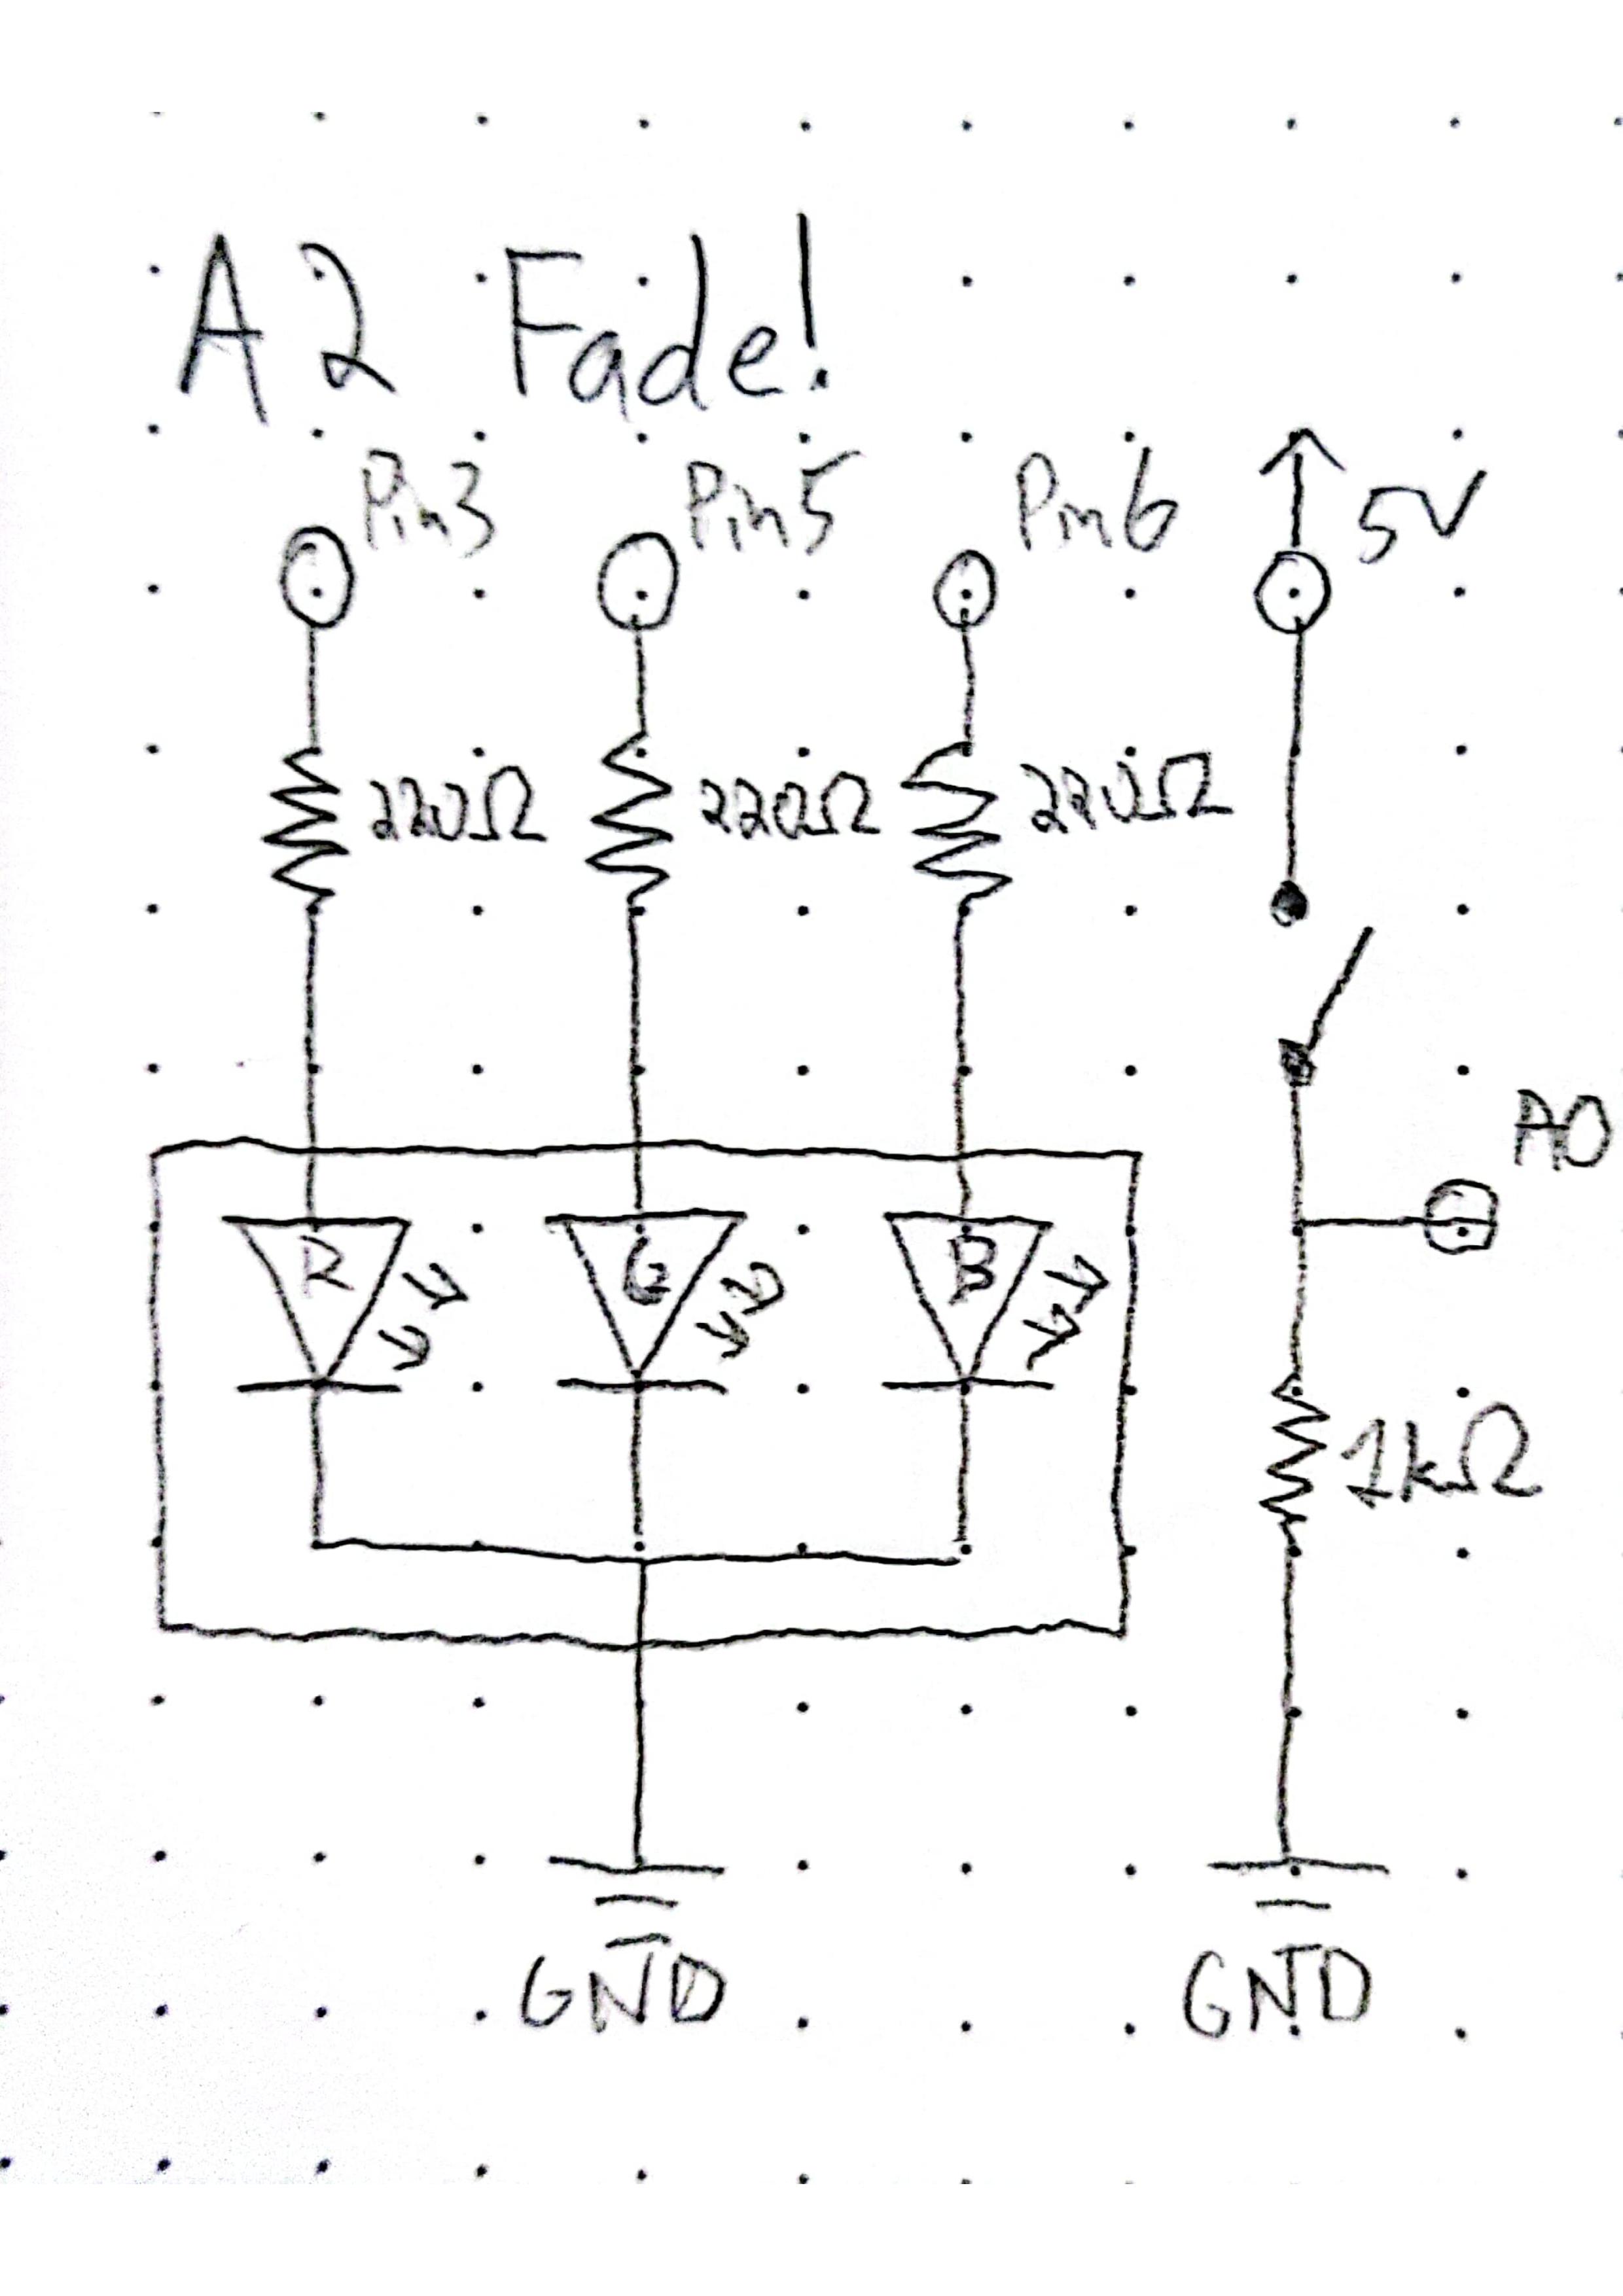 A2 Fade!
Pin3 Pin5 Pin6 5V
220Ω 220Ω 220Ω
A0
R G B
1kΩ
GND GND